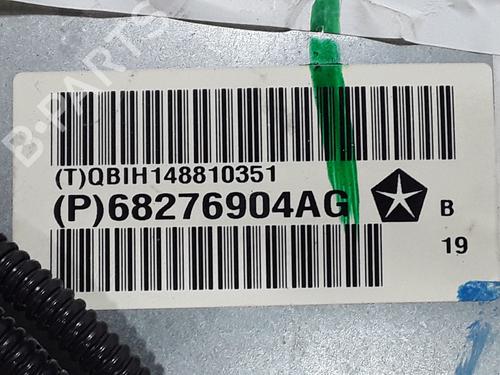 B-PARTS
(T)QBIH148810351
(P)68276904AG
B
19